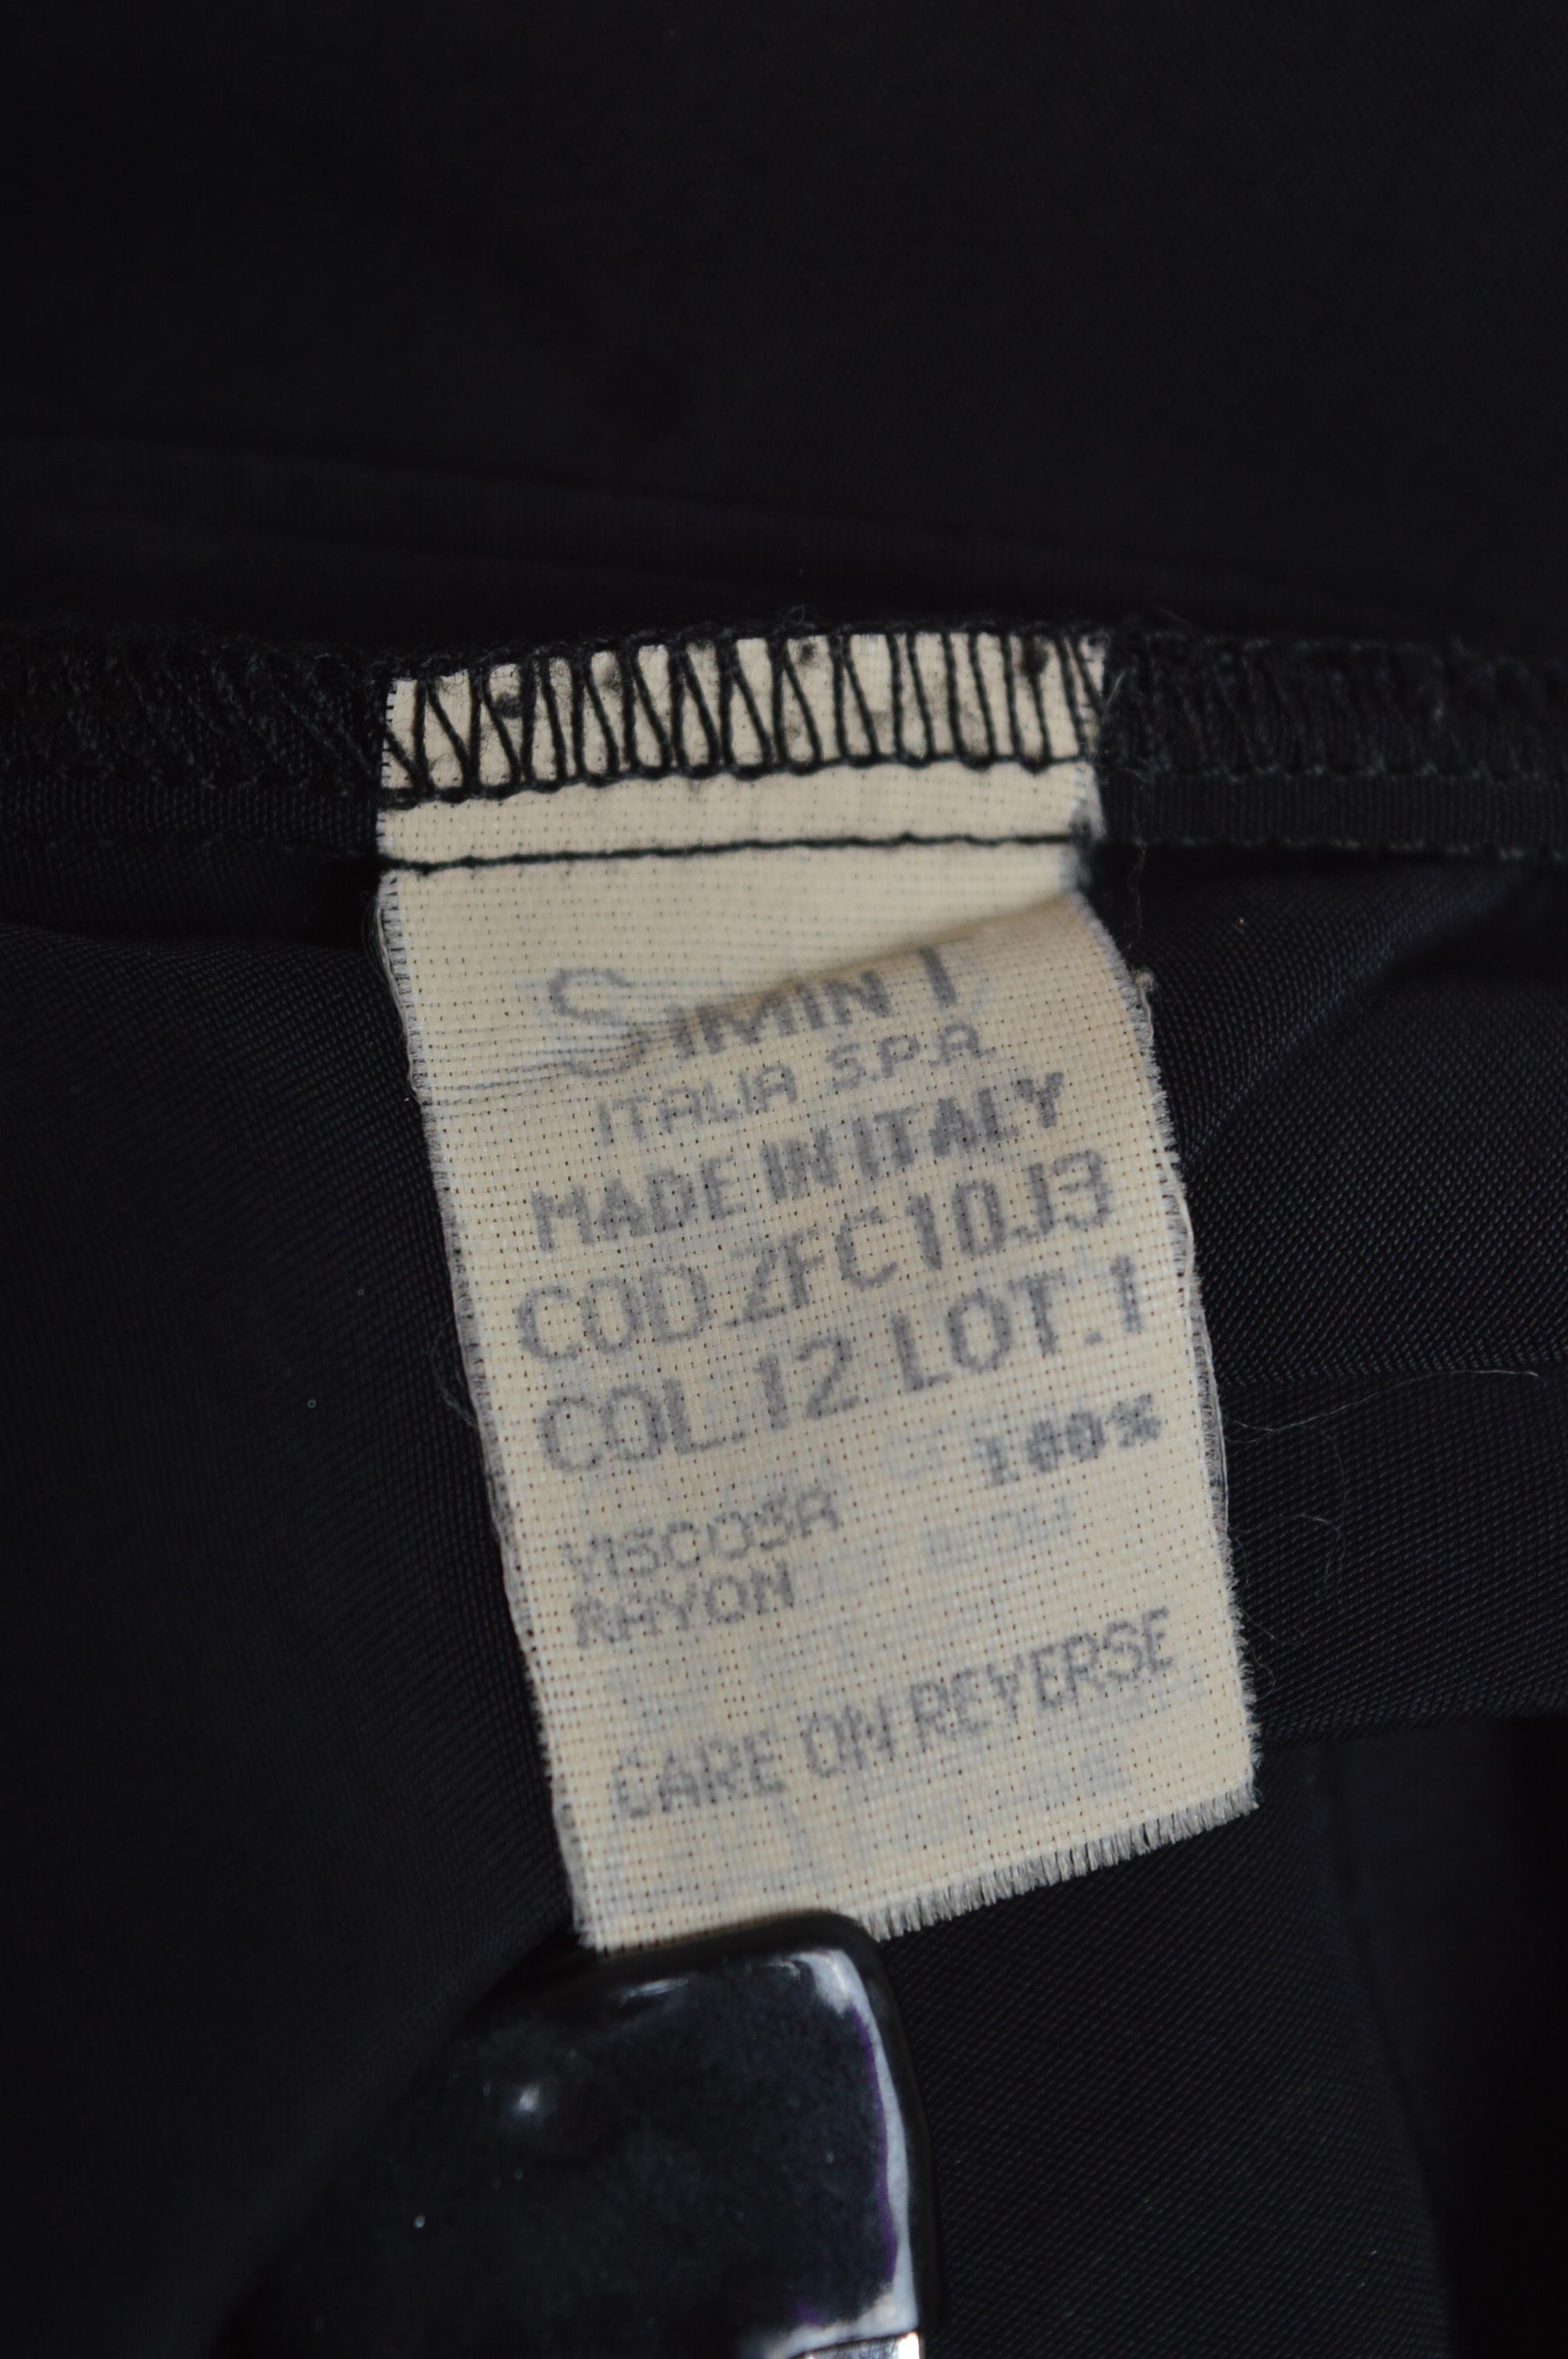 SIMINT
ITALIA S.P.A.
MADE IN ITALY
COD.ZFC10J3
COL.12 LOT.1
100%
VISCOSA
RAYON
CARE ON REVERSE